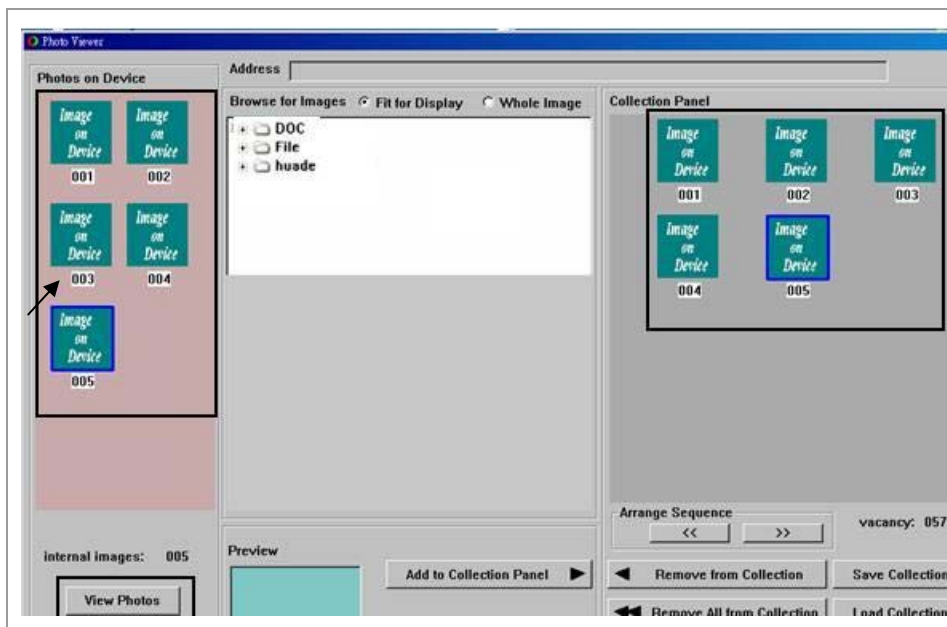 Photo Viewer
Photos on Device
Address
Browse for Images Fit for Display Whole Image
Collection Panel
Image
on
Device
001
Image
on
Device
002
Image
on
Device
003
Image
on
Device
004
Image
on
Device
005
DOC
File
huade
Image
on
Device
001
Image
on
Device
002
Image
on
Device
003
Image
on
Device
004
Image
on
Device
005
internal images: 005
View Photos
Preview
Add to Collection Panel
Arrange Sequence
<< >>
vacancy: 057
Remove from Collection
Save Collection
Remove All from Collection
Load Collection